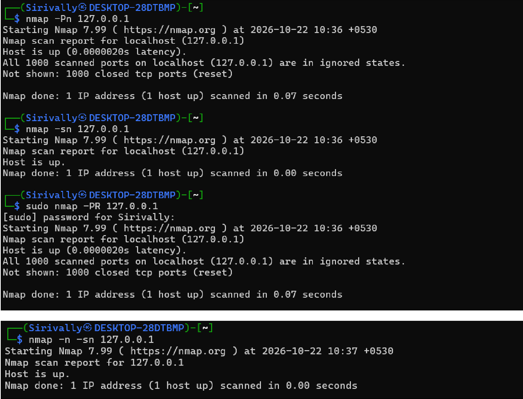 ┌──(Sirivally㉿DESKTOP-28DTBMP)-[~]
└─$ nmap -Pn 127.0.0.1
Starting Nmap 7.99 ( https://nmap.org ) at 2026-10-22 10:36 +0530
Nmap scan report for localhost (127.0.0.1)
Host is up (0.0000020s latency).
All 1000 scanned ports on localhost (127.0.0.1) are in ignored states.
Not shown: 1000 closed tcp ports (reset)
Nmap done: 1 IP address (1 host up) scanned in 0.07 seconds
┌──(Sirivally㉿DESKTOP-28DTBMP)-[~]
└─$ nmap -sn 127.0.0.1
Starting Nmap 7.99 ( https://nmap.org ) at 2026-10-22 10:36 +0530
Nmap scan report for localhost (127.0.0.1)
Host is up.
Nmap done: 1 IP address (1 host up) scanned in 0.00 seconds
┌──(Sirivally㉿DESKTOP-28DTBMP)-[~]
└─$ sudo nmap -PR 127.0.0.1
[sudo] password for Sirivally:
Starting Nmap 7.99 ( https://nmap.org ) at 2026-10-22 10:36 +0530
Nmap scan report for localhost (127.0.0.1)
Host is up (0.0000020s latency).
All 1000 scanned ports on localhost (127.0.0.1) are in ignored states.
Not shown: 1000 closed tcp ports (reset)
Nmap done: 1 IP address (1 host up) scanned in 0.07 seconds
┌──(Sirivally㉿DESKTOP-28DTBMP)-[~]
└─$ nmap -n -sn 127.0.0.1
Starting Nmap 7.99 ( https://nmap.org ) at 2026-10-22 10:37 +0530
Nmap scan report for 127.0.0.1
Host is up.
Nmap done: 1 IP address (1 host up) scanned in 0.00 seconds